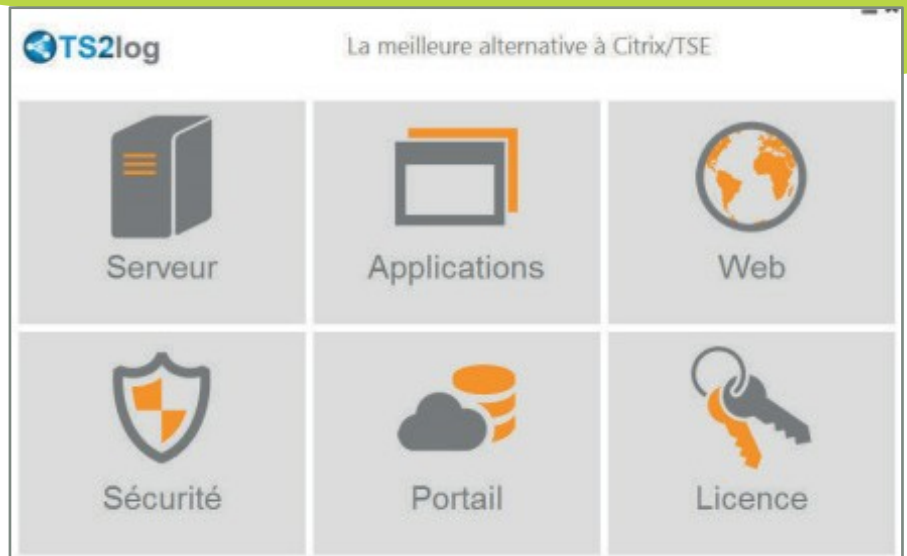 TS2log
La meilleure alternative à Citrix/TSE
Serveur
Applications
Web
Sécurité
Portail
Licence